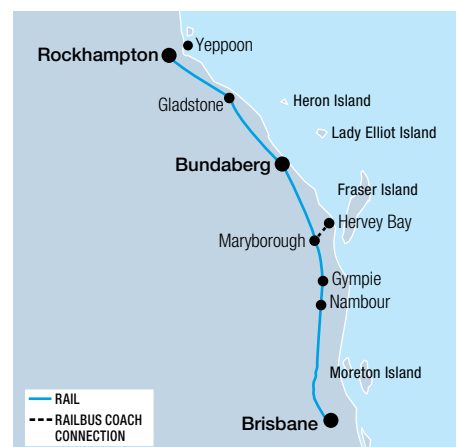 Yeppoon
Rockhampton
Gladstone
Heron Island
Lady Elliot Island
Bundaberg
Fraser Island
Hervey Bay
Maryborough
Gympie
Nambour
Moreton Island
Brisbane
RAIL
RAILBUS COACH
CONNECTION